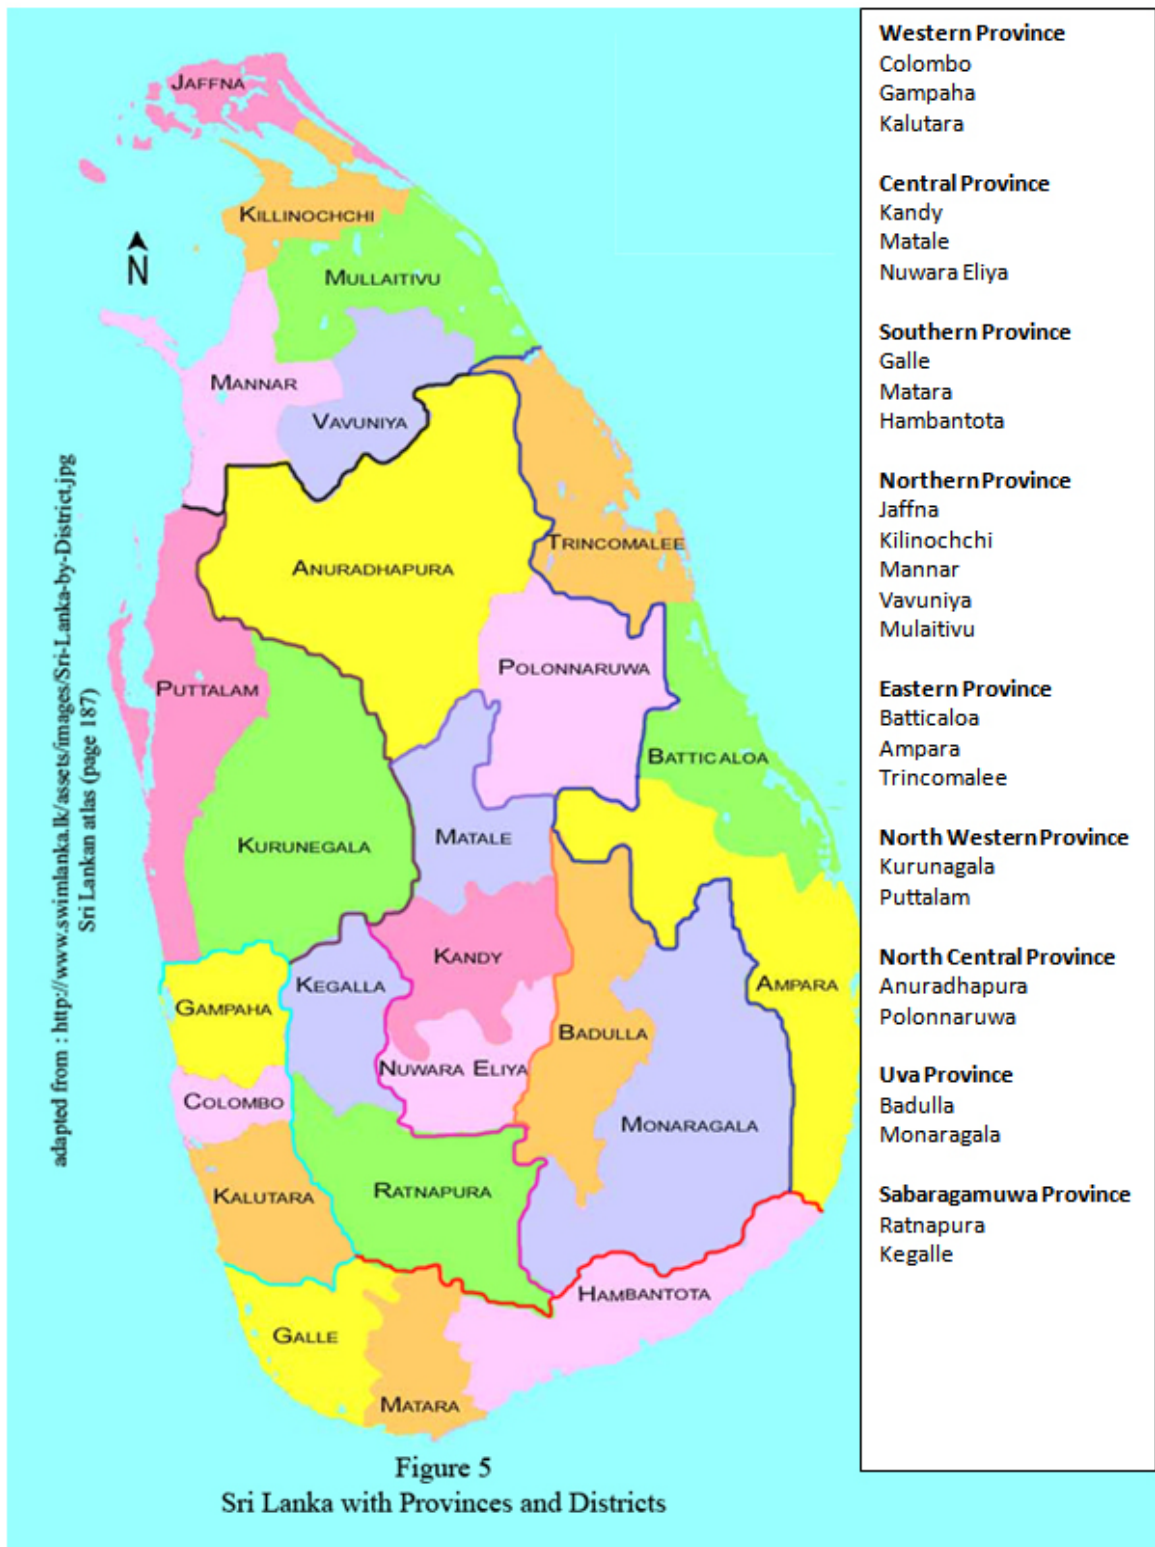 JAFFNA
KILLINOCHCHI
N
MULLAITIVU
MANNAR
VAVUNIYA
TRINCOMALEE
ANURADHAPURA
POLONNARUWA
PUTTALAM
BATTICALOA
MATALE
KURUNEGALA
KANDY
KEGALLA
AMPARA
GAMPAHA
BADULLA
NUWARA ELIYA
COLOMBO
MONARAGALA
RATNAPURA
KALUTARA
HAMBANTOTA
GALLE
MATARA
adapted from : http://www.swimlanka.lk/assets/images/Sri-Lanka-by-District.jpg
Sri Lankan atlas (page 187)
Figure 5
Sri Lanka with Provinces and Districts
Western Province
Colombo
Gampaha
Kalutara
Central Province
Kandy
Matale
Nuwara Eliya
Southern Province
Galle
Matara
Hambantota
Northern Province
Jaffna
Kilinochchi
Mannar
Vavuniya
Mulaitivu
Eastern Province
Batticaloa
Ampara
Trincomalee
North Western Province
Kurunagala
Puttalam
North Central Province
Anuradhapura
Polonnaruwa
Uva Province
Badulla
Monaragala
Sabaragamuwa Province
Ratnapura
Kegalle